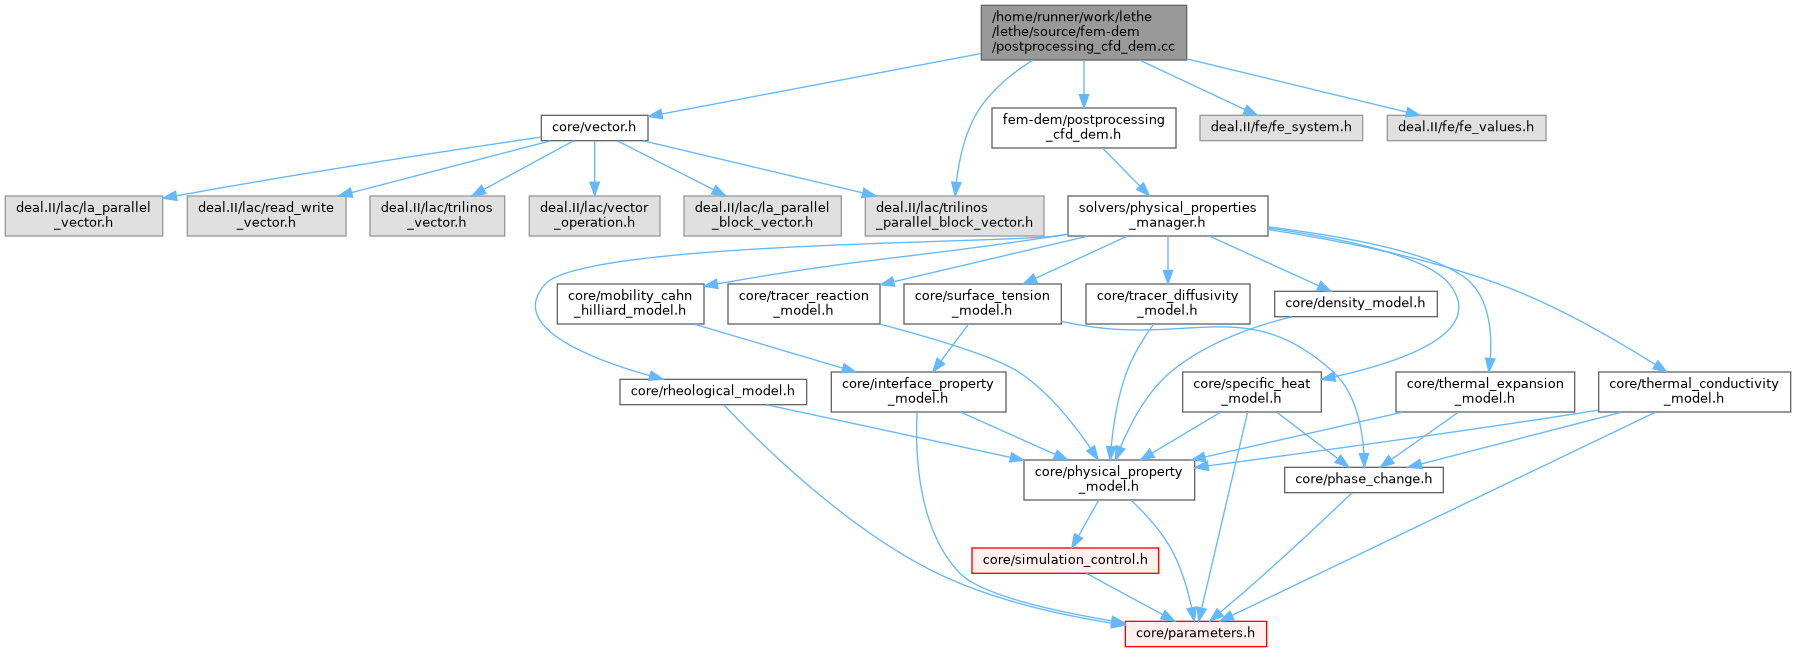 /home/runner/work/lethe
/lethe/source/fem-dem
/postprocessing_cfd_dem.cc
core/vector.h
fem-dem/postprocessing
_cfd_dem.h
deal.II/fe/fe_system.h
deal.II/fe/fe_values.h
deal.II/lac/la_parallel
_vector.h
deal.II/lac/read_write
_vector.h
deal.II/lac/trilinos
_vector.h
deal.II/lac/vector
_operation.h
deal.II/lac/la_parallel
_block_vector.h
deal.II/lac/trilinos
_parallel_block_vector.h
solvers/physical_properties
_manager.h
core/mobility_cahn
_hilliard_model.h
core/tracer_reaction
_model.h
core/surface_tension
_model.h
core/tracer_diffusivity
_model.h
core/density_model.h
core/rheological_model.h
core/interface_property
_model.h
core/specific_heat
_model.h
core/thermal_expansion
_model.h
core/thermal_conductivity
_model.h
core/physical_property
_model.h
core/phase_change.h
core/simulation_control.h
core/parameters.h